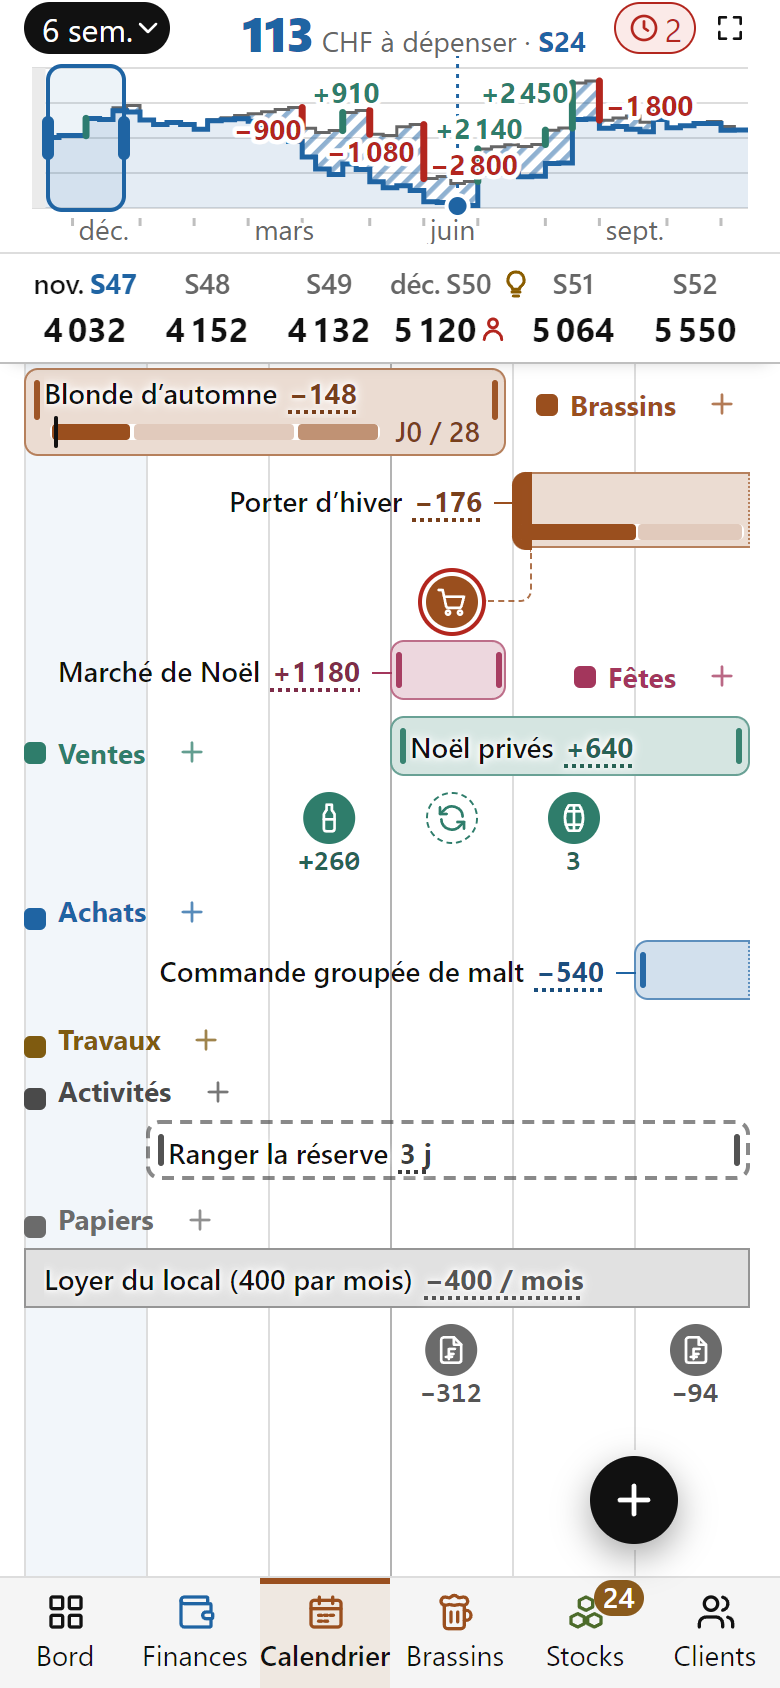 6 sem.
113 CHF à dépenser · S24
2
+910
+2 450
−1 800
−900
+2 140
−1 080
−2 800
déc.
mars
juin
sept.
nov. S47
S48
S49
déc. S50
S51
S52
4 032
4 152
4 132
5 120
5 064
5 550
Blonde d’automne −148
J0 / 28
Brassins +
Porter d’hiver −176
Marché de Noël +1 180
Fêtes +
Ventes +
Noël privés +640
+260
3
Achats +
Commande groupée de malt −540
Travaux +
Activités +
Ranger la réserve 3 j
Papiers +
Loyer du local (400 par mois) −400 / mois
−312
−94
+
24
Bord
Finances
Calendrier
Brassins
Stocks
Clients